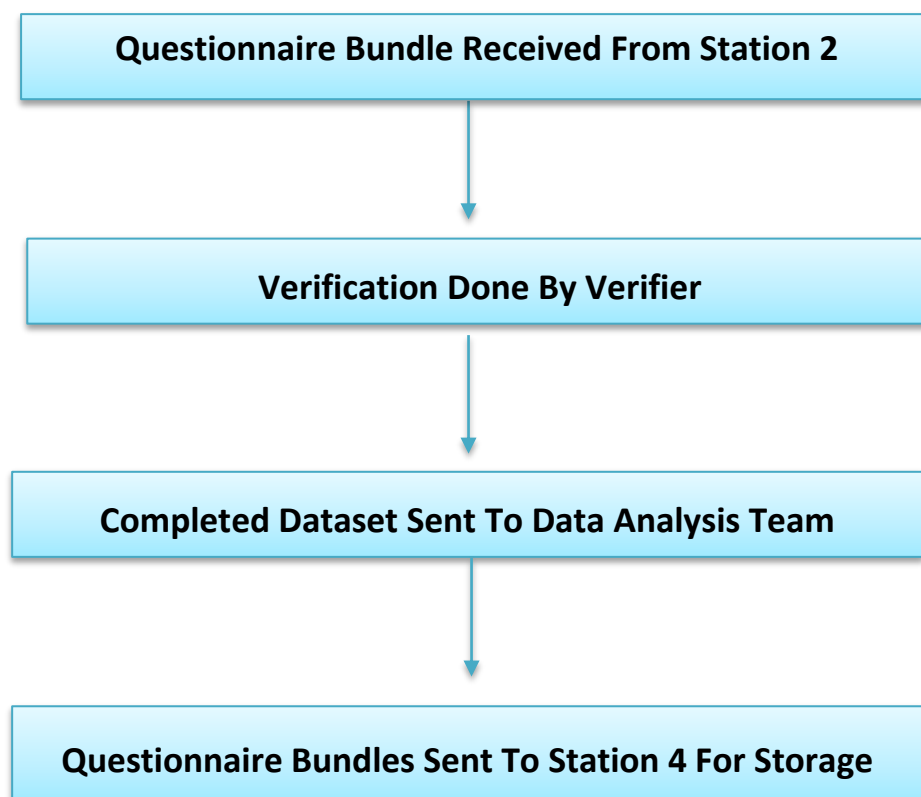 Questionnaire Bundle Received From Station 2
Verification Done By Verifier
Completed Dataset Sent To Data Analysis Team
Questionnaire Bundles Sent To Station 4 For Storage